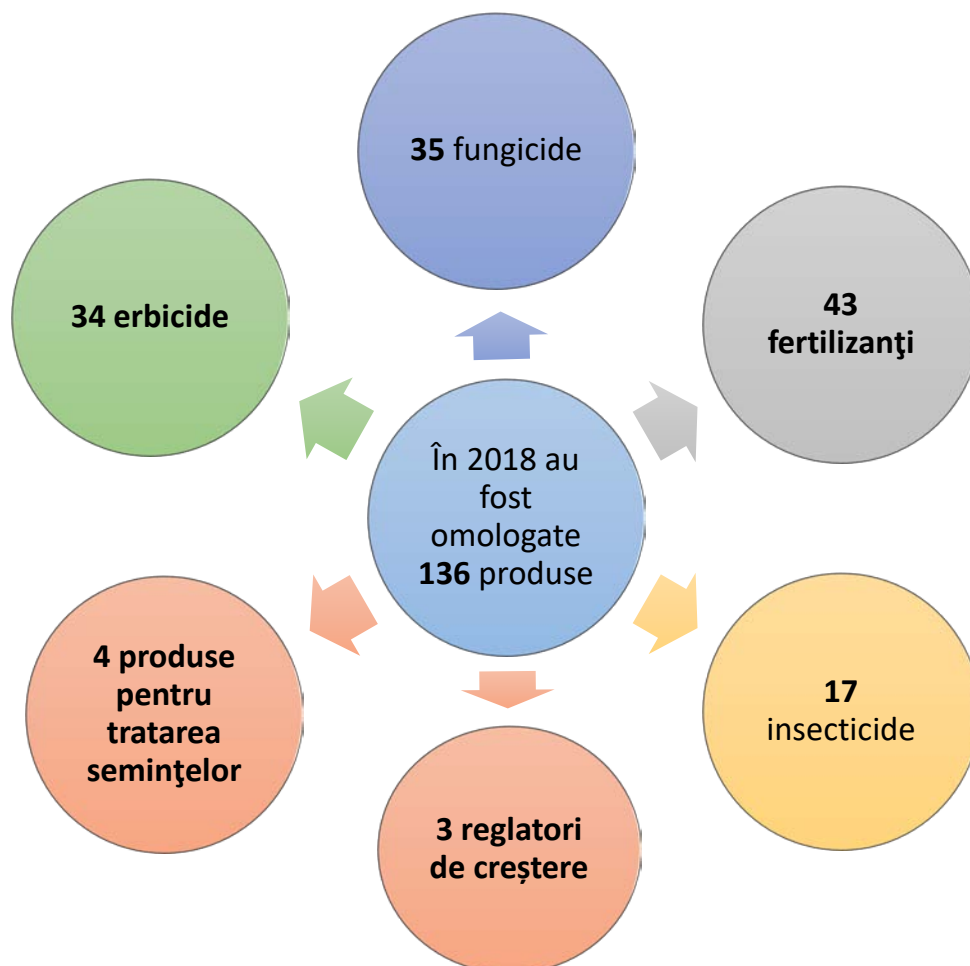 35 fungicide
43
fertilizanţi
17
insecticide
3 reglatori
de creștere
4 produse
pentru
tratarea
seminţelor
34 erbicide
În 2018 au
fost
omologate
136 produse